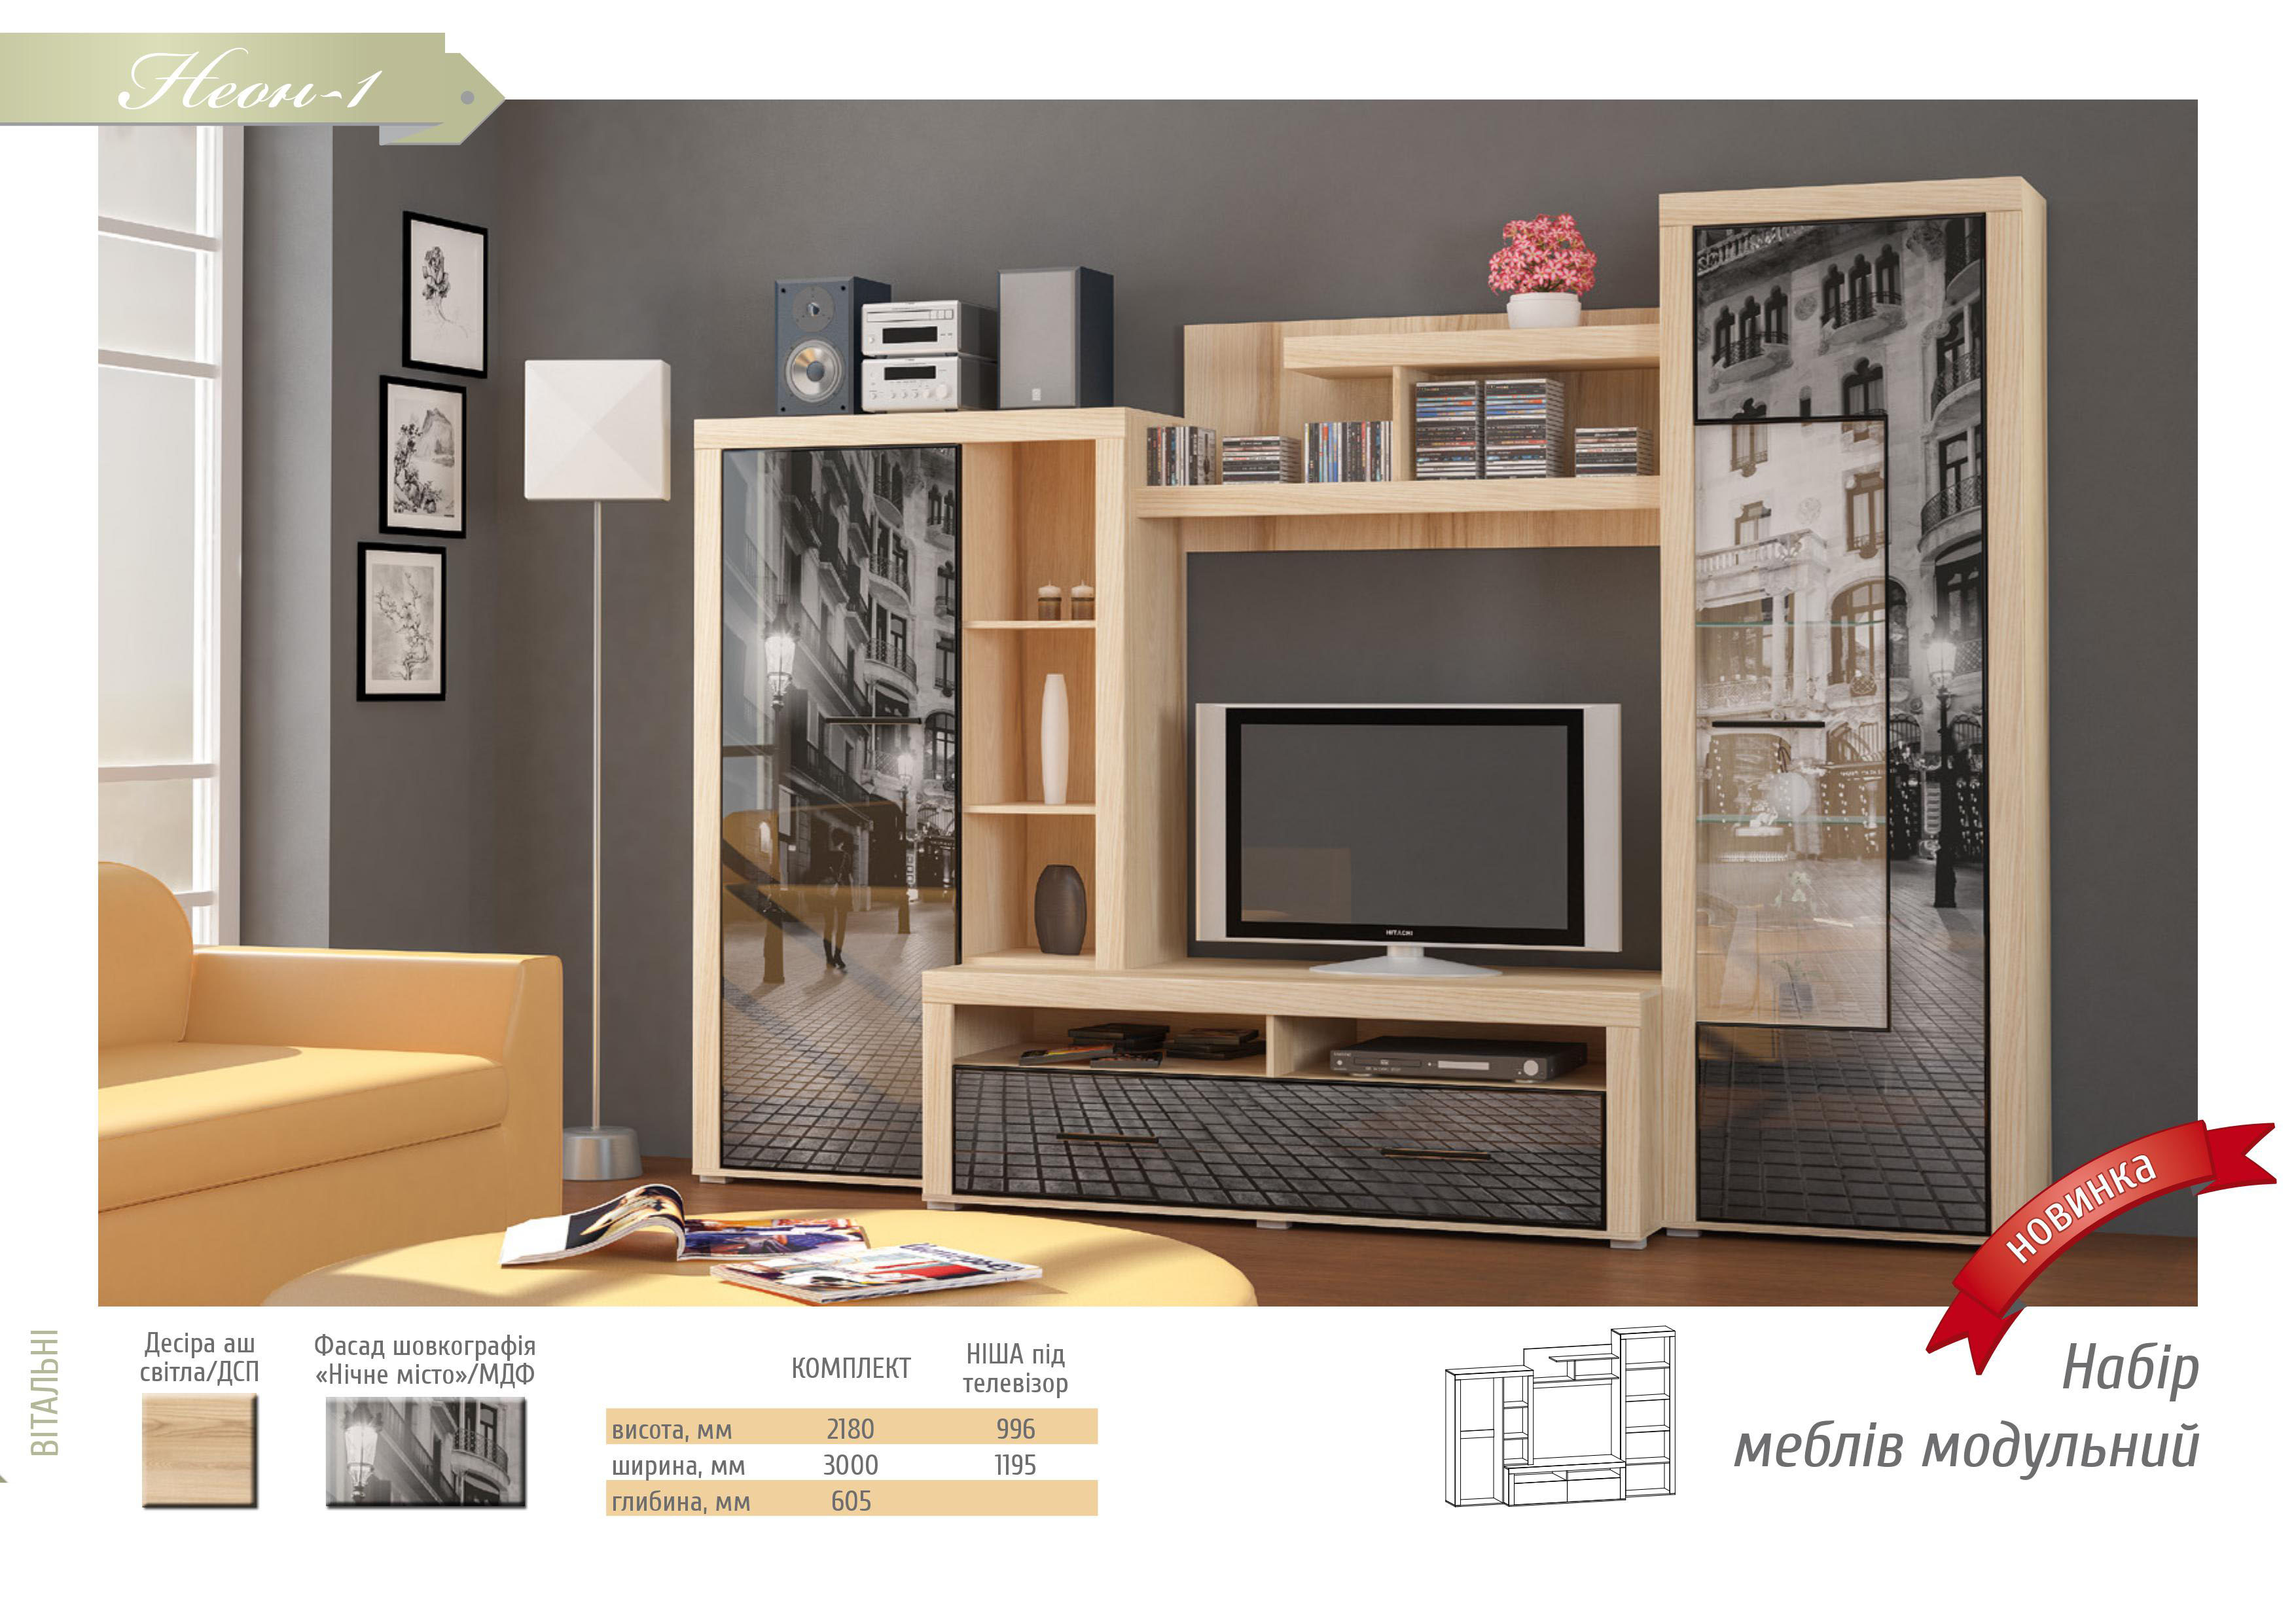 Неон-1
HITACHI
НОВИНКА
ВІТАЛЬНІ
Десіра аш
світла/ДСП
Фасад шовкографія
«Нічне місто»/МДФ
КОМПЛЕКТ
НІША під
телевізор
висота, мм 2180 996
ширина, мм 3000 1195
глибина, мм 605
Набір
меблів модульний